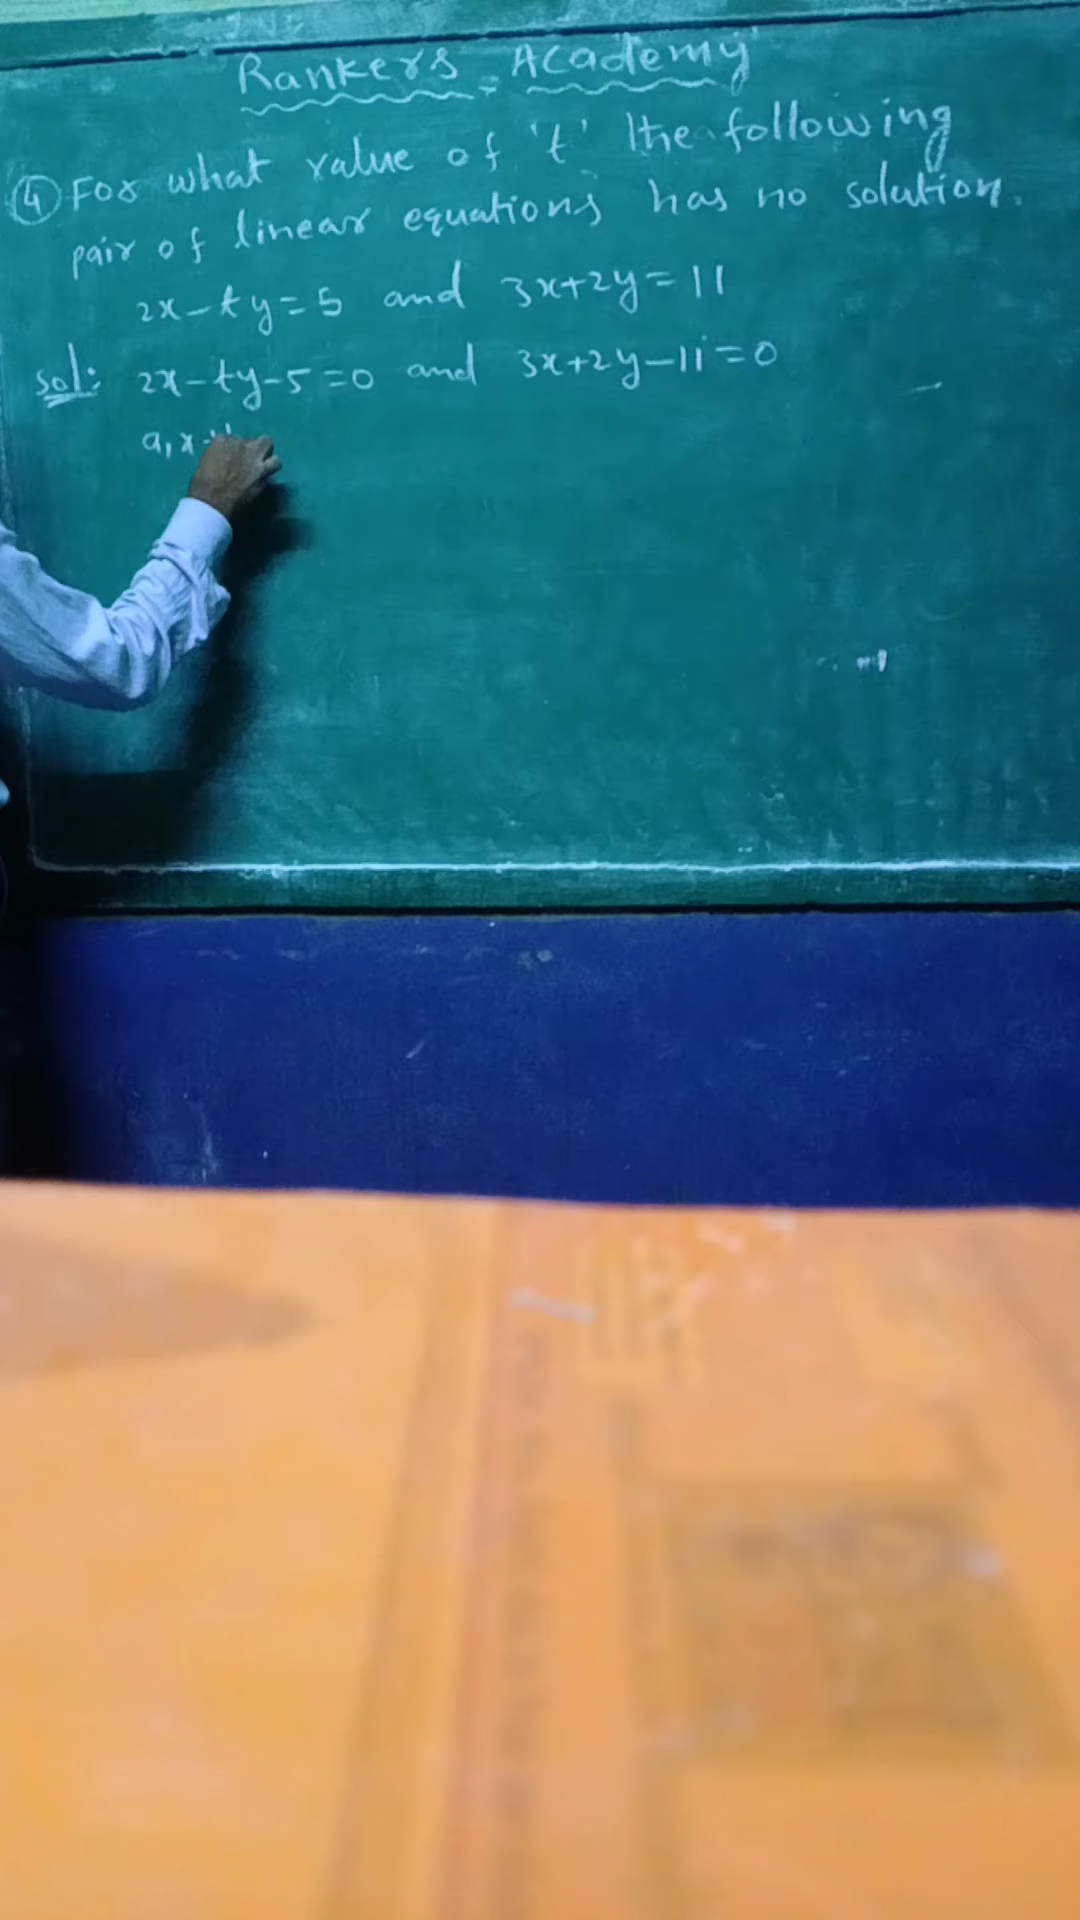 Rankers Academy
④ For what value of 't' the following
pair of linear equations has no solution.
2x-ty=5 and 3x+2y=11
Sol: 2x-ty-5=0 and 3x+2y-11=0
a₁x+